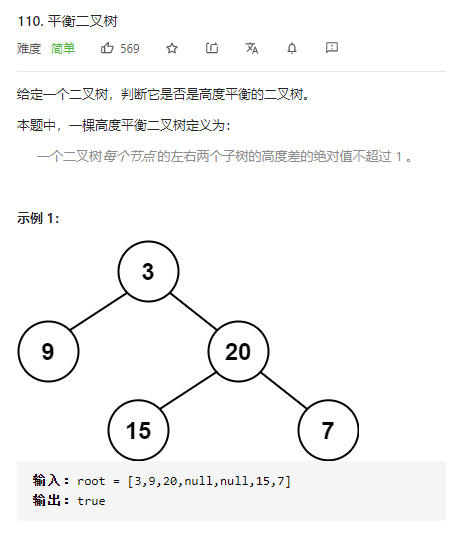 110. 平衡二叉树
难度 简单 569
给定一个二叉树，判断它是否是高度平衡的二叉树。
本题中，一棵高度平衡二叉树定义为：
一个二叉树每个节点 的左右两个子树的高度差的绝对值不超过 1 。
示例 1：
3
9 20
15 7
输入：root = [3,9,20,null,null,15,7]
输出：true